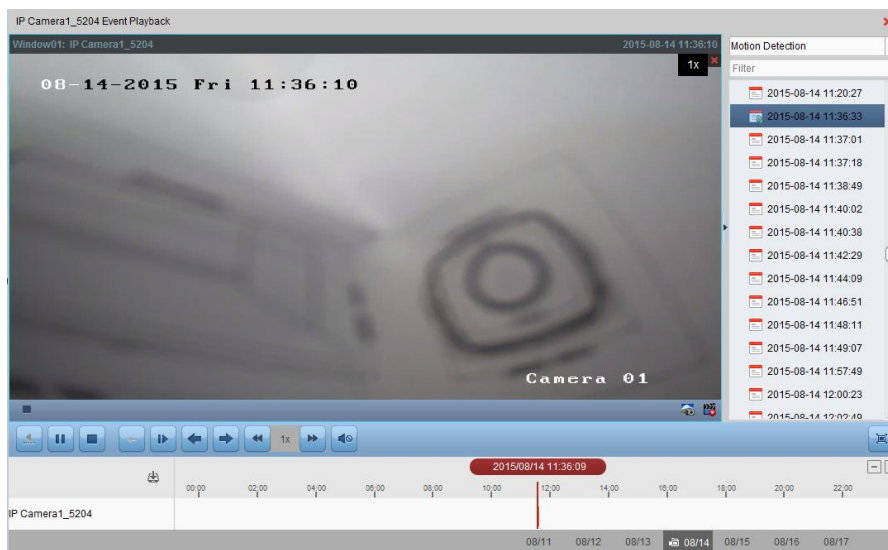 IP Camera1_5204 Event Playback
Window01: IP Camera1_5204 2015-08-14 11:36:10
1x
08-14-2015 Fri 11:36:10
Camera 01
Motion Detection
Filter
2015-08-14 11:20:27
2015-08-14 11:36:33
2015-08-14 11:37:01
2015-08-14 11:37:18
2015-08-14 11:38:49
2015-08-14 11:40:02
2015-08-14 11:40:38
2015-08-14 11:42:29
2015-08-14 11:44:09
2015-08-14 11:46:51
2015-08-14 11:48:11
2015-08-14 11:49:07
2015-08-14 11:57:49
2015-08-14 12:00:23
2015-08-14 12:02:49
1x
2015/08/14 11:36:09
00:00 02:00 04:00 06:00 08:00 10:00 12:00 14:00 16:00 18:00 20:00 22:00
IP Camera1_5204
08/11 08/12 08/13 08/14 08/15 08/16 08/17